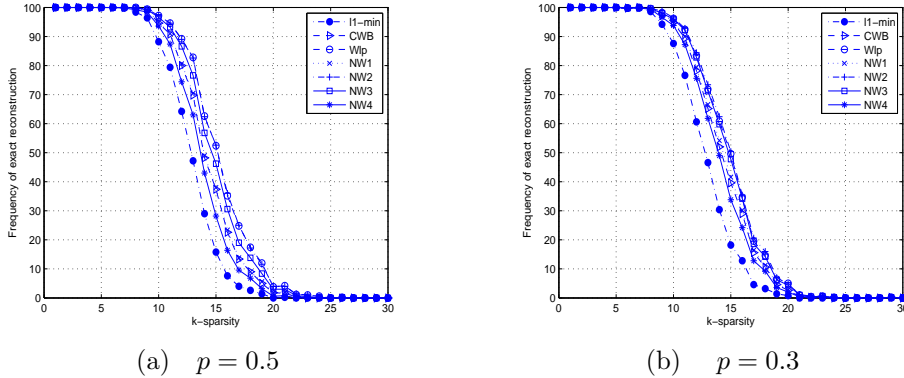 100
90
80
70
60
50
40
30
20
10
0
Frequency of exact reconstruction
0 5 10 15 20 25 30
k−sparsity
l1−min
CWB
Wlp
NW1
NW2
NW3
NW4
(a) p = 0.5
100
90
80
70
60
50
40
30
20
10
0
Frequency of exact reconstruction
0 5 10 15 20 25 30
k−sparsity
l1−min
CWB
Wlp
NW1
NW2
NW3
NW4
(b) p = 0.3